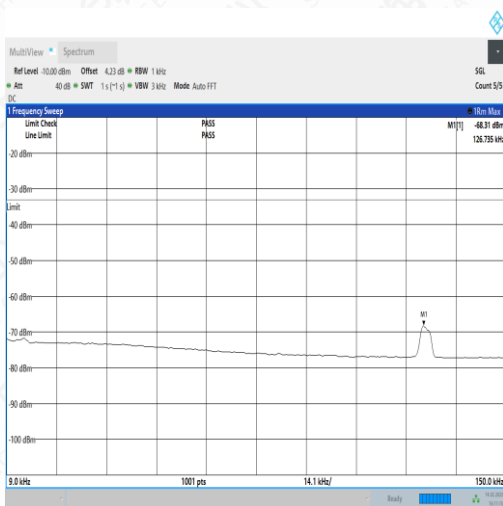 MultiView Spectrum
Ref Level -10.00 dBm Offset 4.23 dB RBW 1 kHz SGL
Att 40 dB SWT 1 s (~1 s) VBW 3 kHz Mode Auto FFT Count 5/5
DC
1 Frequency Sweep 1Rm Max
Limit Check PASS M1[1] -68.31 dBm
Line Limit PASS 126.735 kHz
-20 dBm
-30 dBm
Limit
-40 dBm
-50 dBm
-60 dBm
M1
-70 dBm
-80 dBm
-90 dBm
-100 dBm
9.0 kHz 1001 pts 14.1 kHz/ 150.0 kHz
Ready